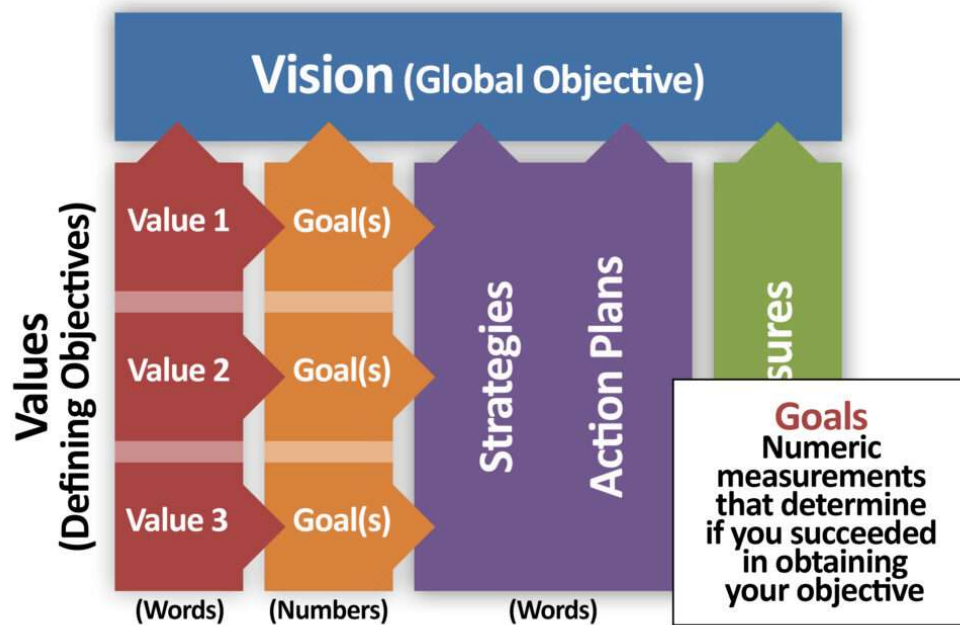 Vision (Global Objective)
Values
(Defining Objectives)
Value 1
Goal(s)
Value 2
Goal(s)
Value 3
Goal(s)
Strategies
Action Plans
sures
(Words)
(Numbers)
(Words)
Goals
Numeric
measurements
that determine
if you succeeded
in obtaining
your objective